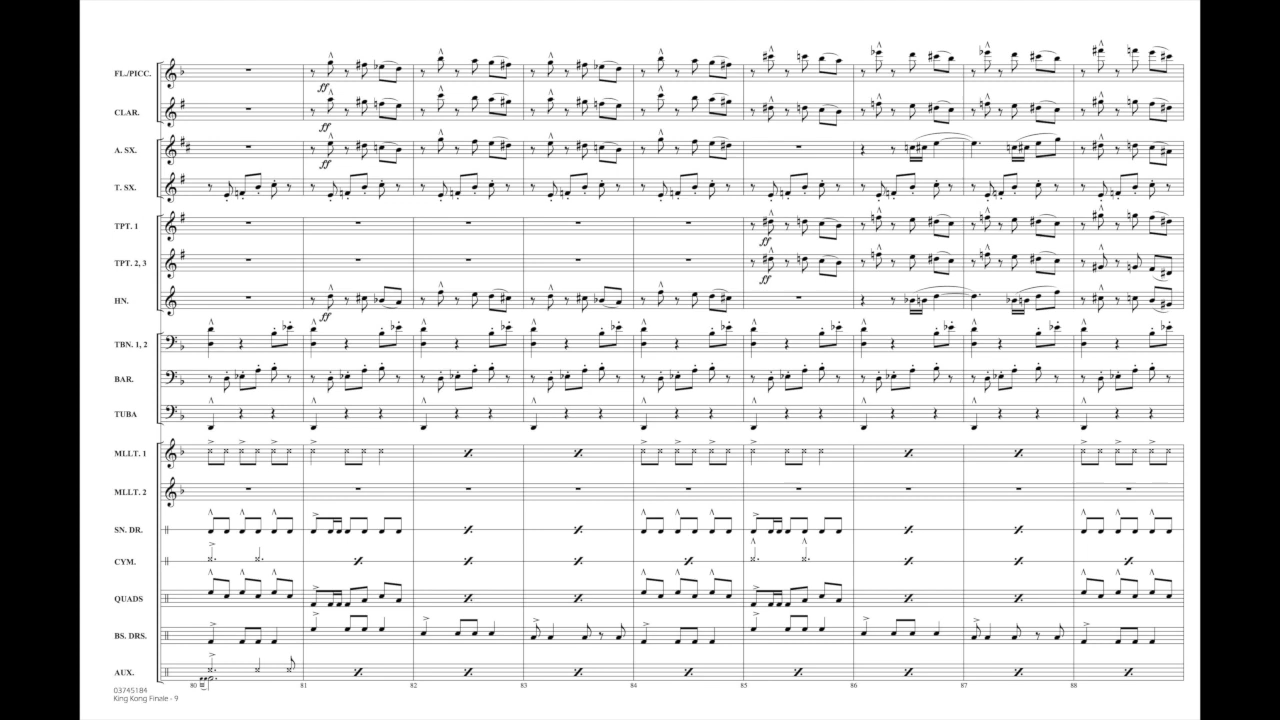 FL./PICC.
ff
CLAR.
ff
A. SX.
ff
T. SX.
TPT. 1
ff
TPT. 2, 3
ff
HN.
ff
TBN. 1, 2
BAR.
TUBA
MLLT. 1
MLLT. 2
SN. DR.
CYM.
QUADS
BS. DRS.
AUX.
80 81 82 83 84 85 86 87 88
03745184
King Kong Finale - 9